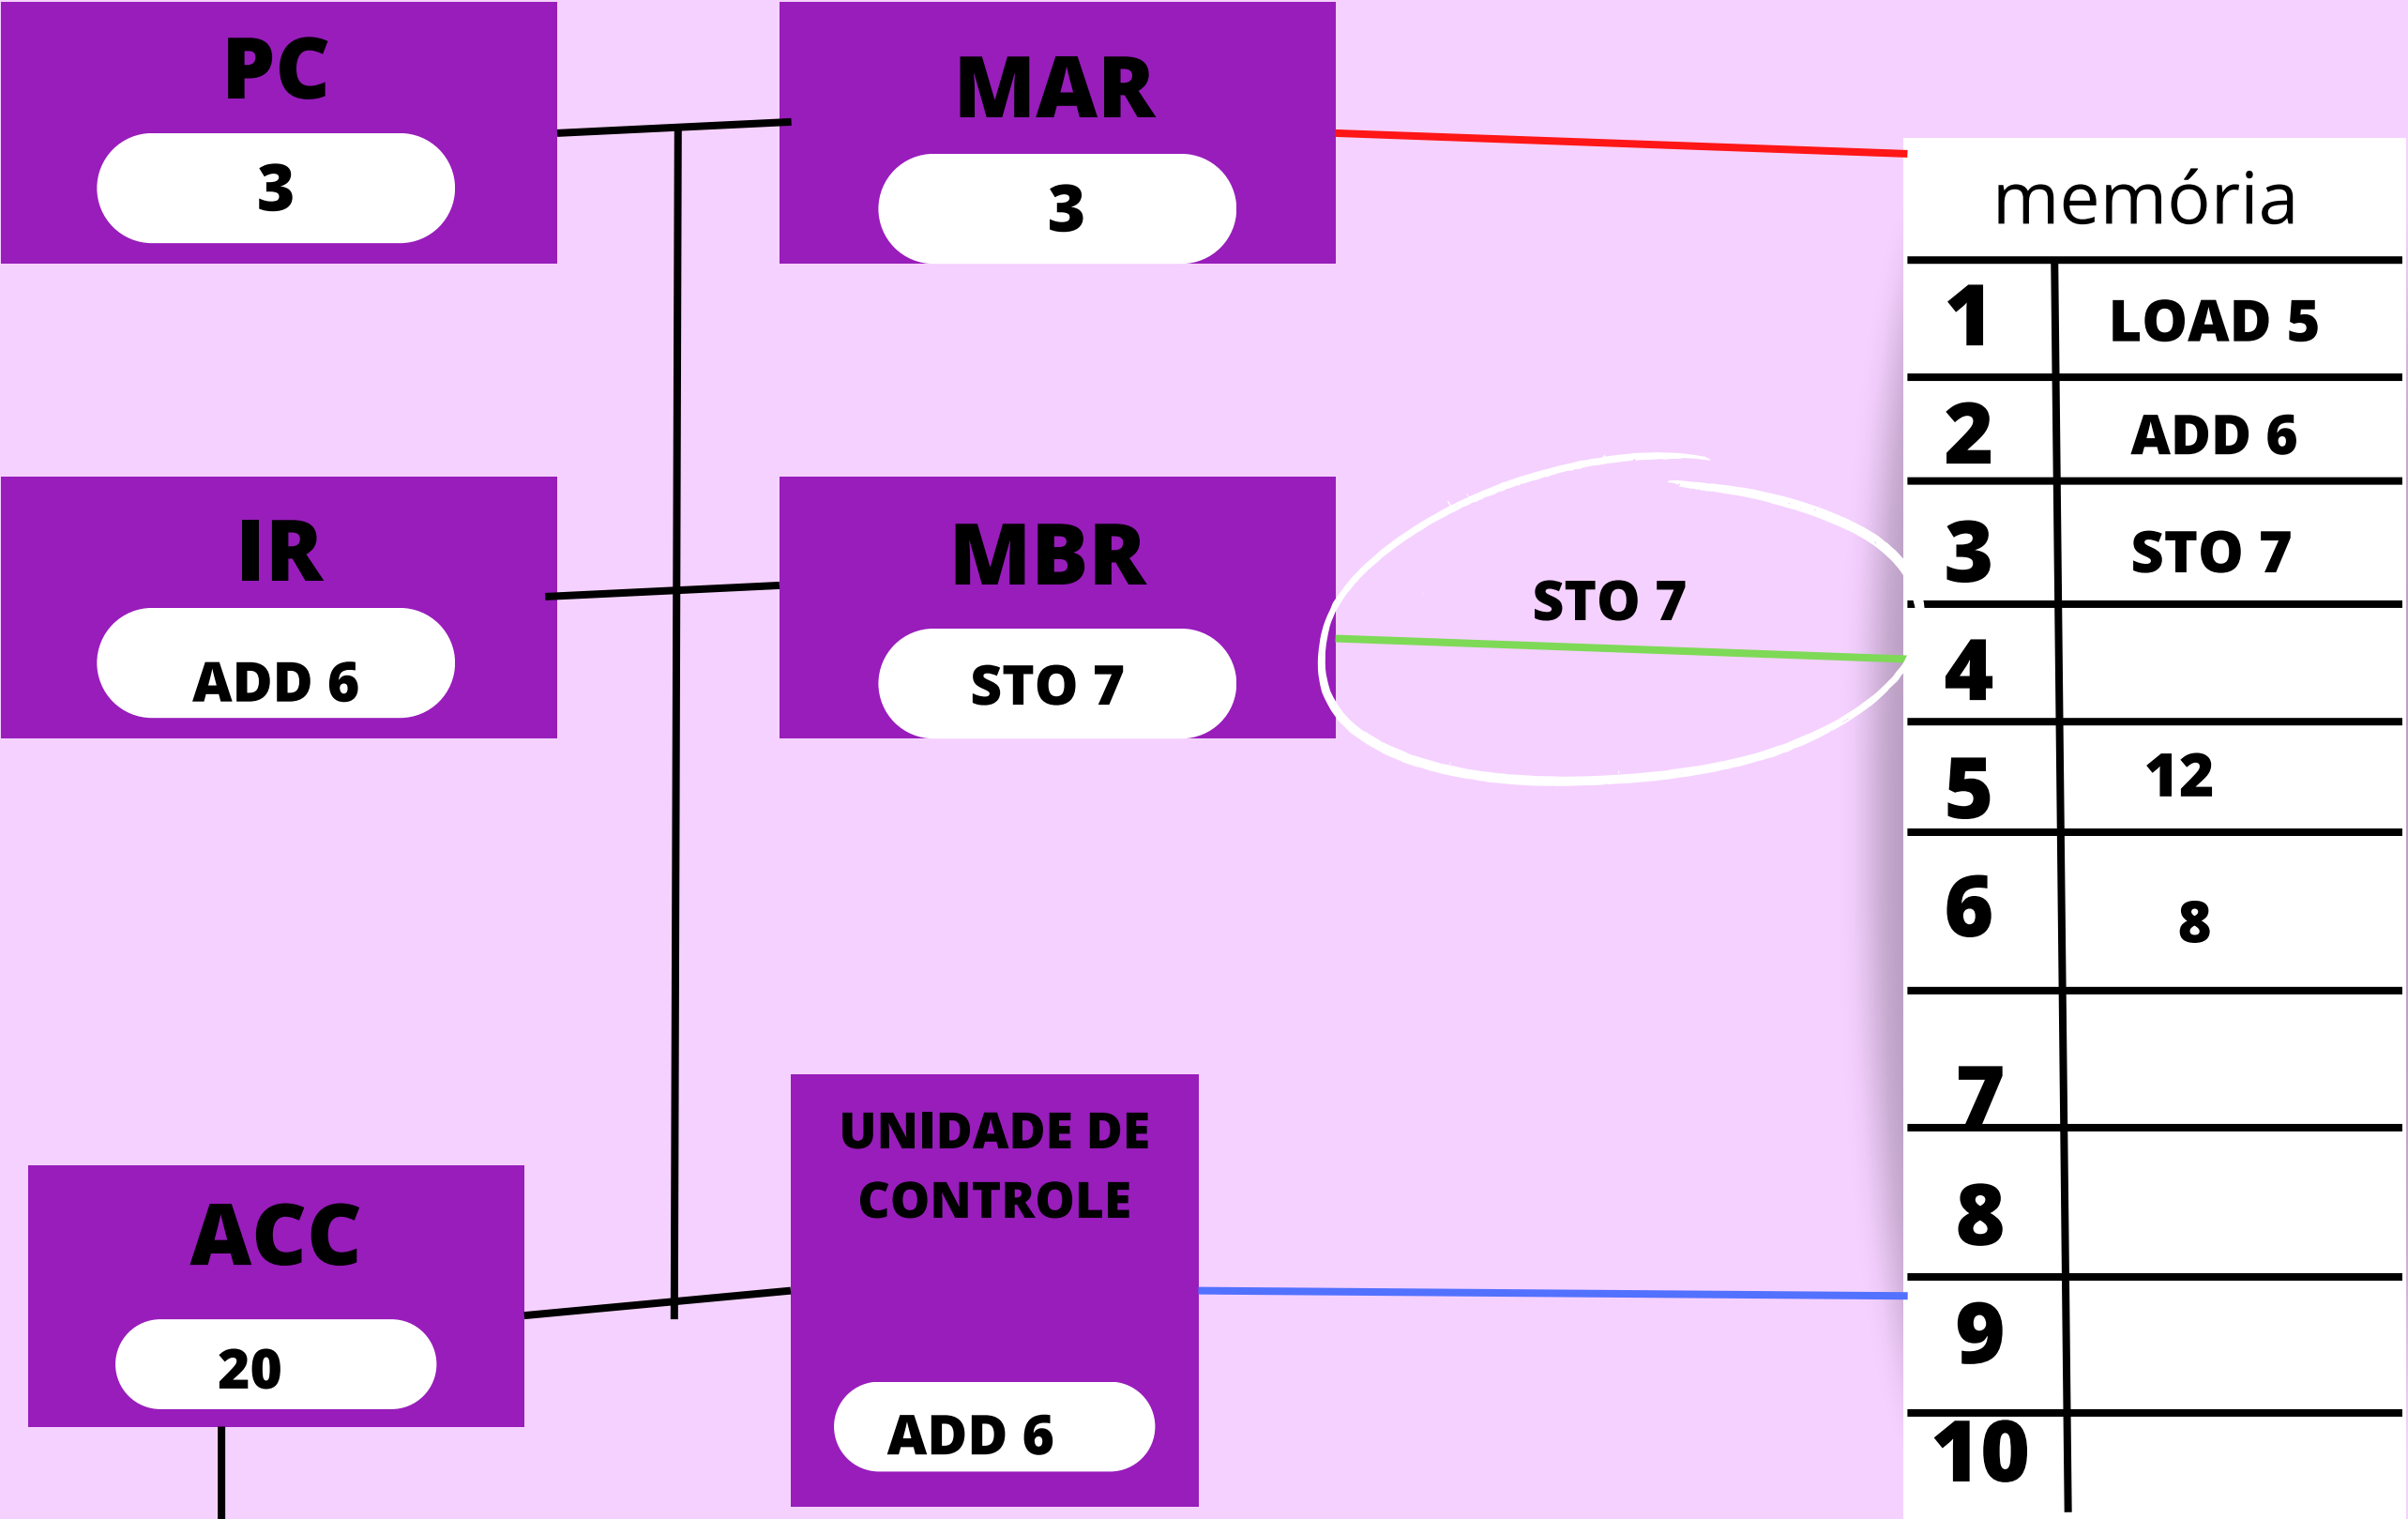 PC
3
MAR
3
IR
ADD 6
MBR
STO 7
STO 7
ACC
20
UNIDADE DE
CONTROLE
ADD 6
memória
1 LOAD 5
2 ADD 6
3 STO 7
4
5 12
6 8
7
8
9
10